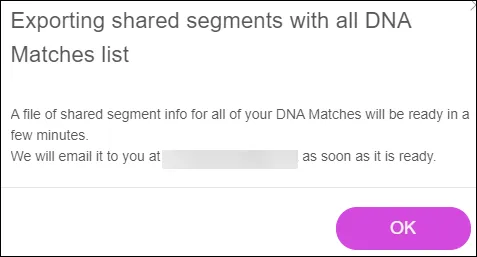 Exporting shared segments with all DNA
Matches list
A file of shared segment info for all of your DNA Matches will be ready in a
few minutes.
We will email it to you at as soon as it is ready.
OK